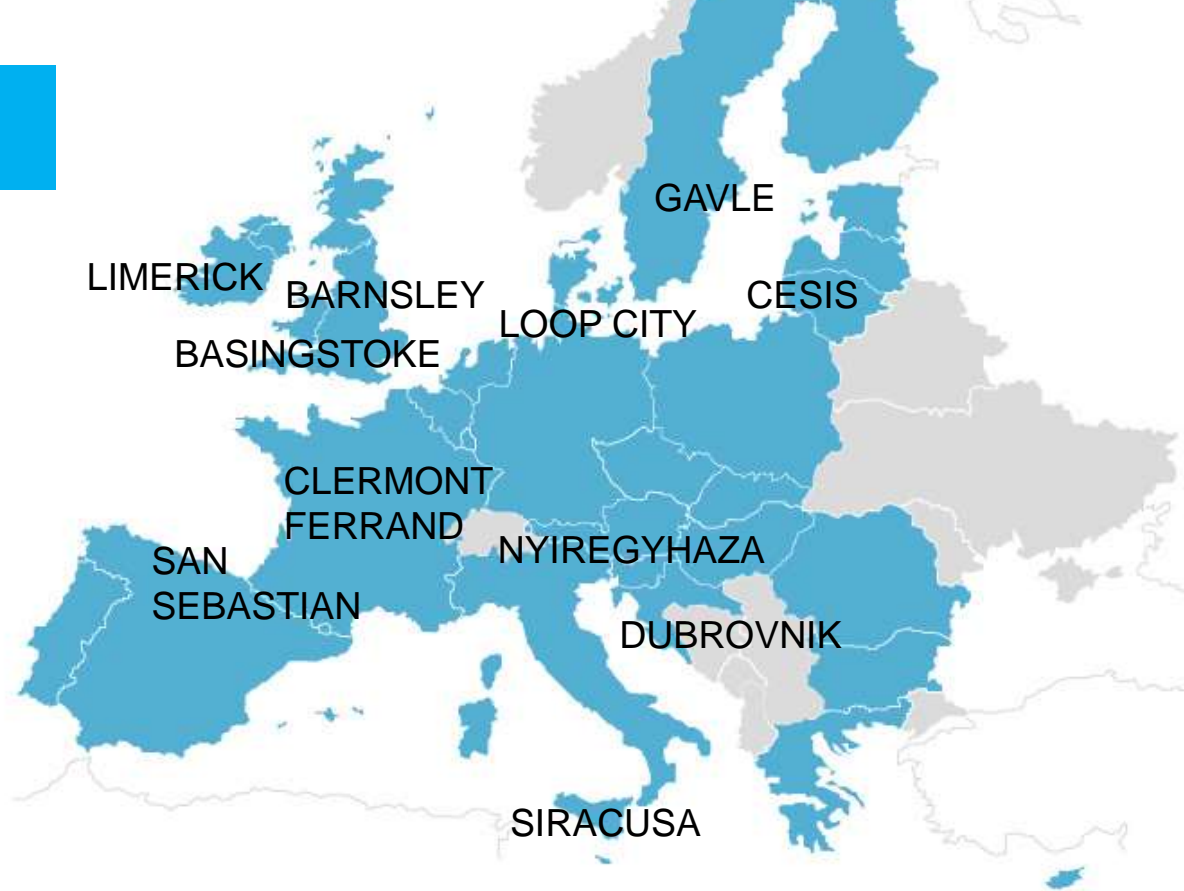 GAVLE
LIMERICK
BARNSLEY
CESIS
LOOP CITY
BASINGSTOKE
CLERMONT
FERRAND
NYIREGYHAZA
SAN
SEBASTIAN
DUBROVNIK
SIRACUSA